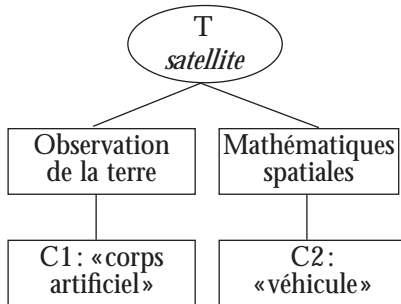 T
satellite
Observation
de la terre
Mathématiques
spatiales
C1: «corps
artificiel»
C2:
«véhicule»